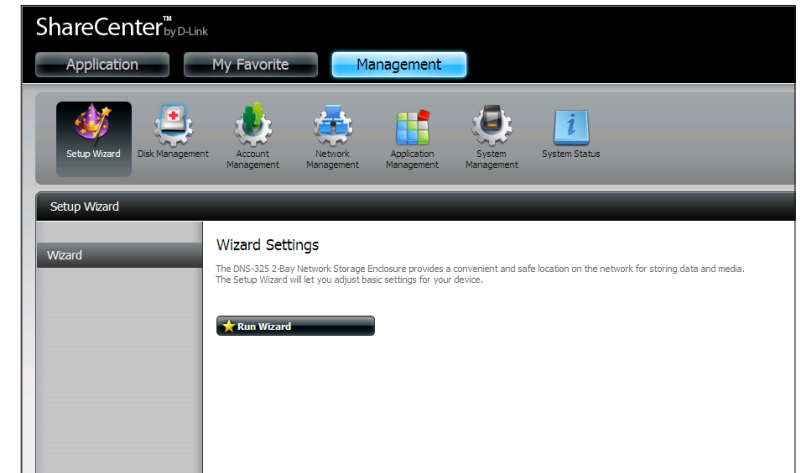 ShareCenter™ by D-Link
Application My Favorite Management
Setup Wizard Disk Management Account Management Network Management Application Management System Management System Status
Setup Wizard
Wizard
Wizard Settings
The DNS-325 2-Bay Network Storage Enclosure provides a convenient and safe location on the network for storing data and media.
The Setup Wizard will let you adjust basic settings for your device.
Run Wizard